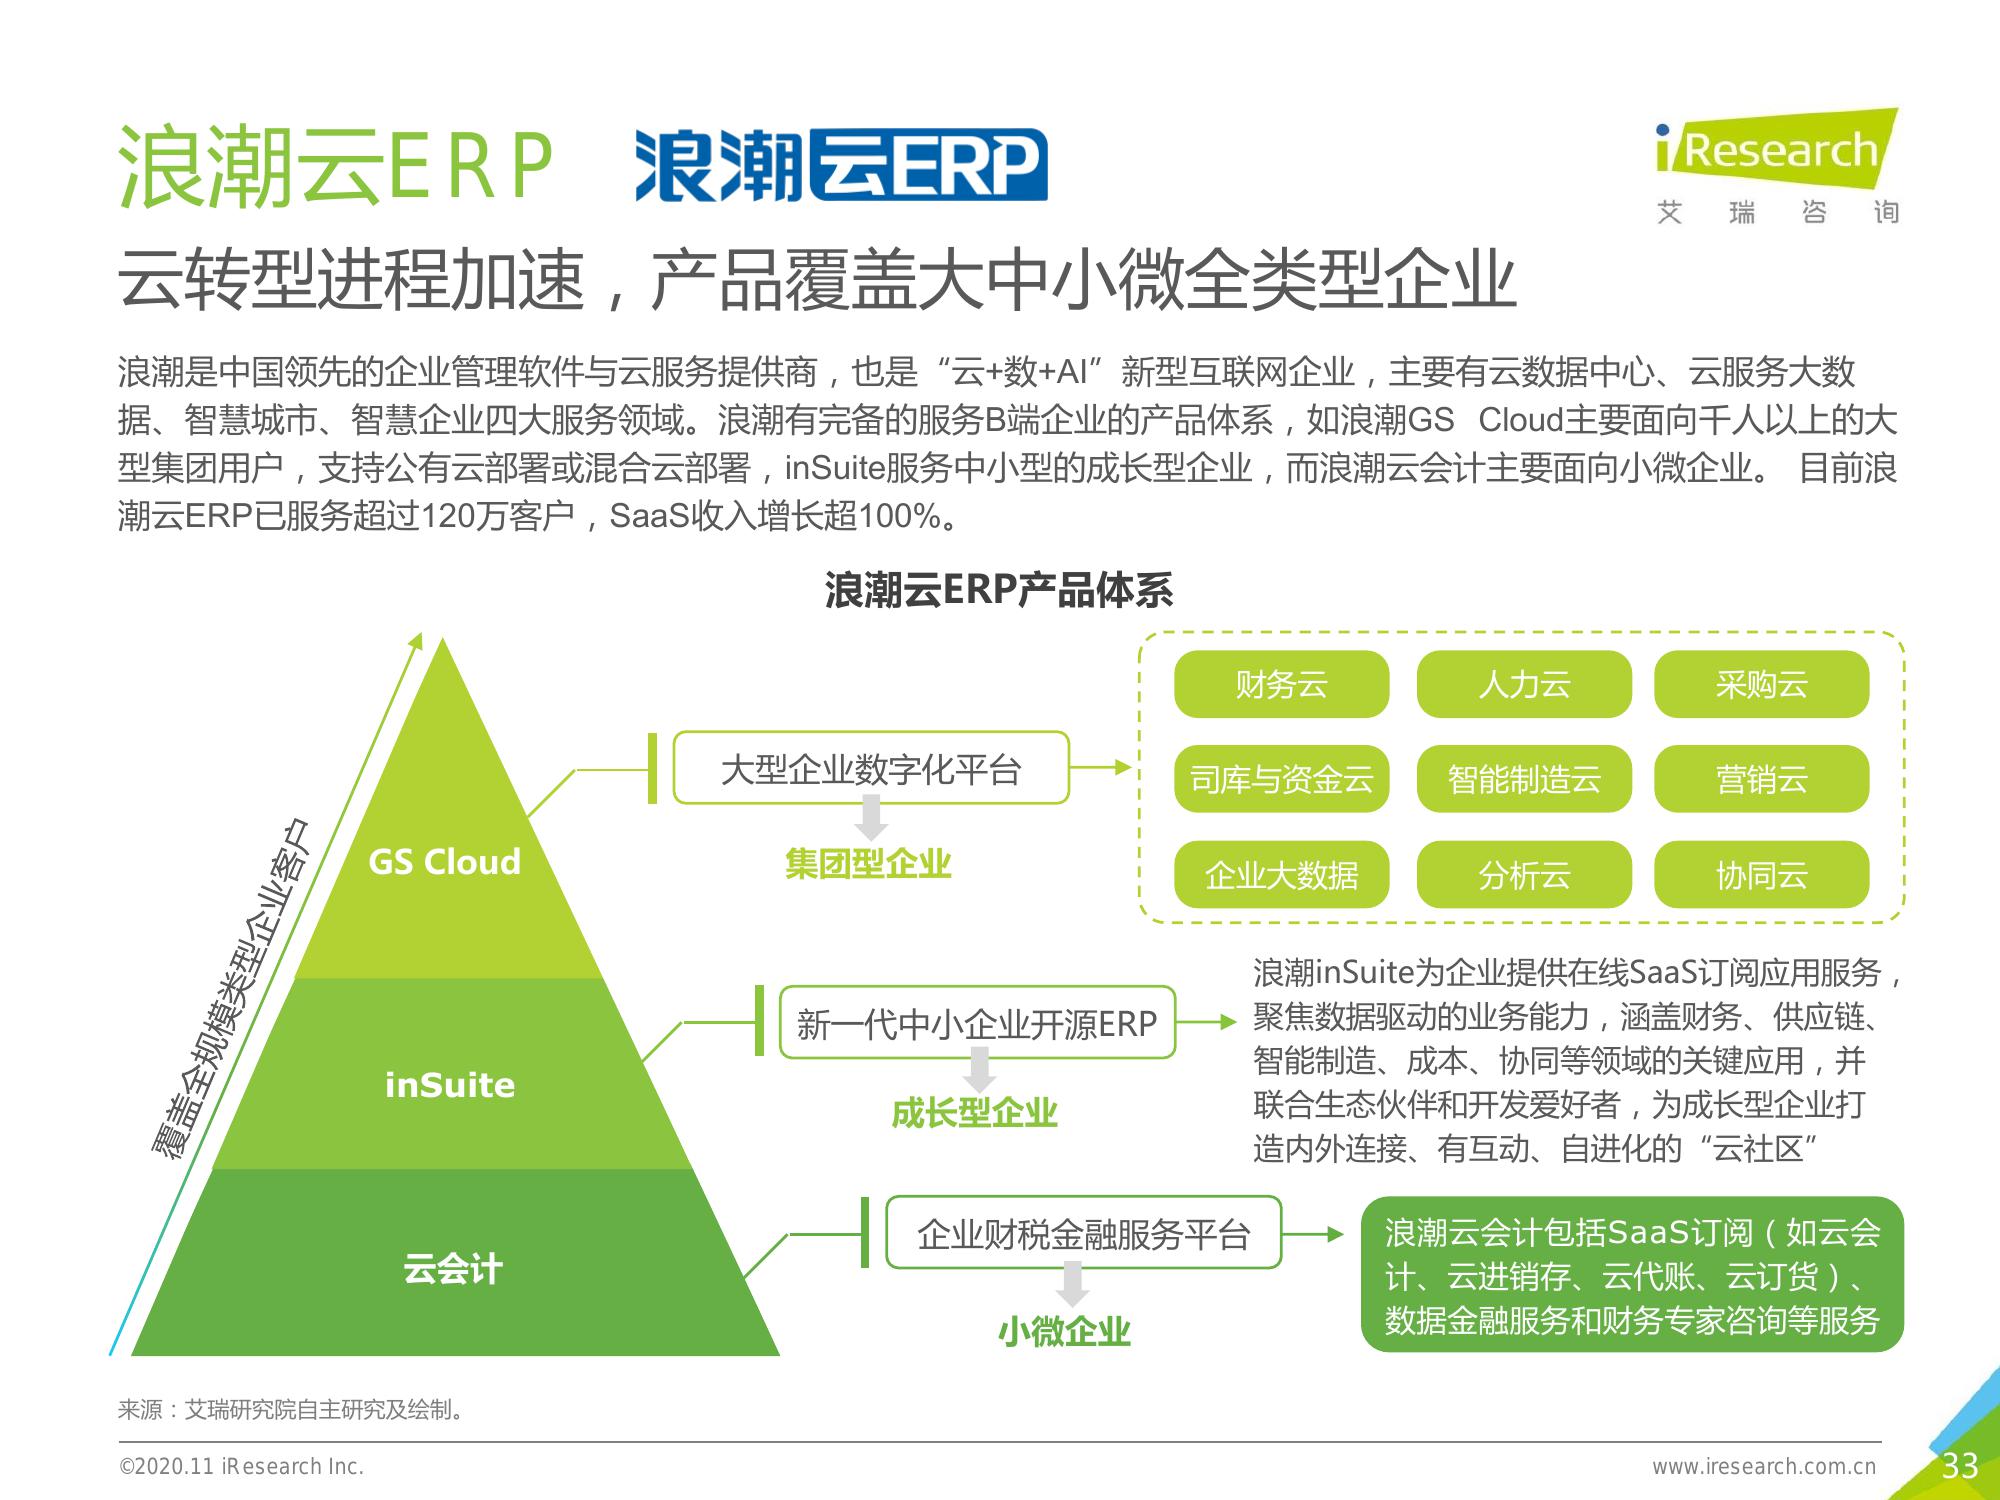 浪潮云ERP
浪潮云ERP
iResearch
艾瑞咨询
云转型进程加速，产品覆盖大中小微全类型企业
浪潮是中国领先的企业管理软件与云服务提供商，也是“云+数+AI”新型互联网企业，主要有云数据中心、云服务大数
据、智慧城市、智慧企业四大服务领域。浪潮有完备的服务B端企业的产品体系，如浪潮GS Cloud主要面向千人以上的大
型集团用户，支持公有云部署或混合云部署，inSuite服务中小型的成长型企业，而浪潮云会计主要面向小微企业。 目前浪
潮云ERP已服务超过120万客户，SaaS收入增长超100%。
浪潮云ERP产品体系
覆盖全规模类型企业客户
GS Cloud
大型企业数字化平台
集团型企业
财务云
人力云
采购云
司库与资金云
智能制造云
营销云
企业大数据
分析云
协同云
inSuite
新一代中小企业开源ERP
成长型企业
浪潮inSuite为企业提供在线SaaS订阅应用服务，
聚焦数据驱动的业务能力，涵盖财务、供应链、
智能制造、成本、协同等领域的关键应用，并
联合生态伙伴和开发爱好者，为成长型企业打
造内外连接、有互动、自进化的“云社区”
云会计
企业财税金融服务平台
小微企业
浪潮云会计包括SaaS订阅（如云会
计、云进销存、云代账、云订货）、
数据金融服务和财务专家咨询等服务
来源：艾瑞研究院自主研究及绘制。
©2020.11 iResearch Inc.
www.iresearch.com.cn
33